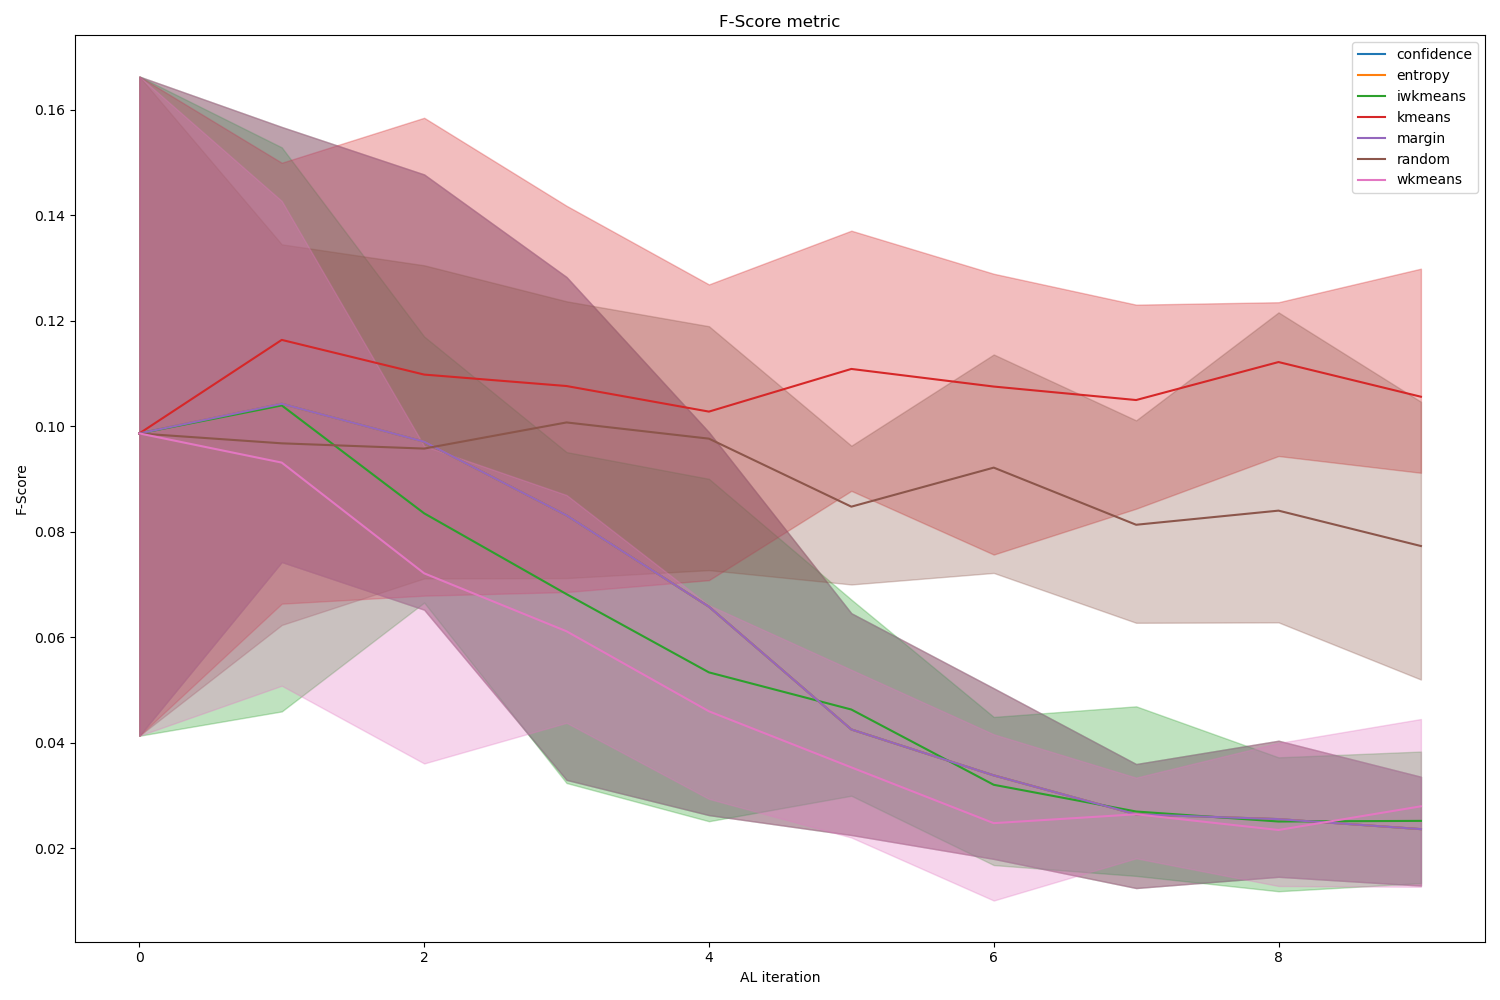 F-Score metric
confidence
entropy
iwkmeans
kmeans
margin
random
wkmeans
F-Score
0.16
0.14
0.12
0.10
0.08
0.06
0.04
0.02
0 2 4 6 8
AL iteration